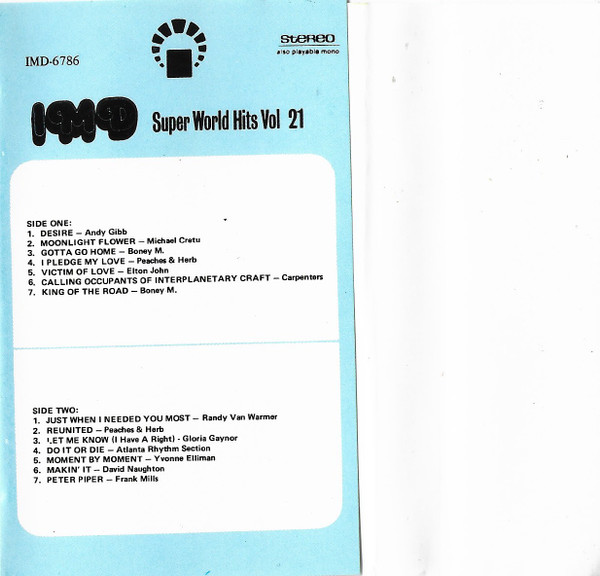 IMD-6786
STEREO
also playable mono
IMD Super World Hits Vol 21
SIDE ONE:
1. DESIRE – Andy Gibb
2. MOONLIGHT FLOWER – Michael Cretu
3. GOTTA GO HOME – Boney M.
4. I PLEDGE MY LOVE – Peaches & Herb
5. VICTIM OF LOVE – Elton John
6. CALLING OCCUPANTS OF INTERPLANETARY CRAFT – Carpenters
7. KING OF THE ROAD – Boney M.
SIDE TWO:
1. JUST WHEN I NEEDED YOU MOST – Randy Van Warmer
2. REUNITED – Peaches & Herb
3. LET ME KNOW (I Have A Right) - Gloria Gaynor
4. DO IT OR DIE – Atlanta Rhythm Section
5. MOMENT BY MOMENT – Yvonne Elliman
6. MAKIN' IT – David Naughton
7. PETER PIPER – Frank Mills